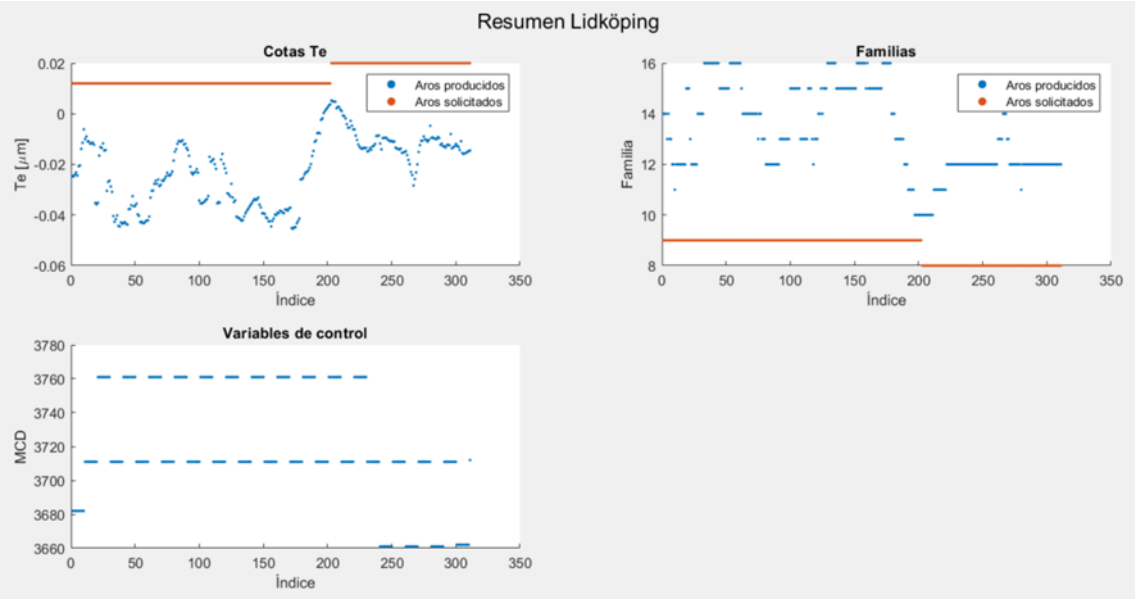 Resumen Lidköping
Cotas Te
0.02
0
-0.02
-0.04
-0.06
Te [μm]
0 50 100 150 200 250 300 350
Índice
Aros producidos
Aros solicitados
Familias
16
14
12
10
8
Familia
0 50 100 150 200 250 300 350
Índice
Aros producidos
Aros solicitados
Variables de control
3780
3760
3740
3720
3700
3680
3660
MCD
0 50 100 150 200 250 300 350
Índice